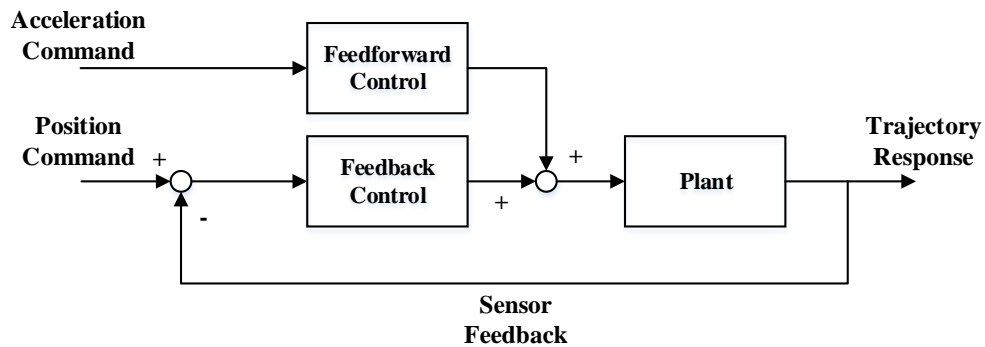 Acceleration
Command
Feedforward
Control
Position
Command
+
-
Feedback
Control
+
+
Plant
Trajectory
Response
Sensor
Feedback